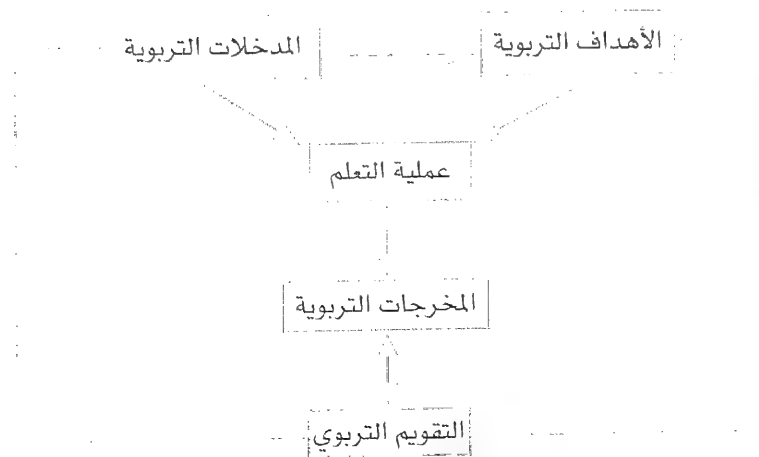 الأهداف التربوية
المدخلات التربوية
عملية التعلم
المخرجات التربوية
التقويم التربوي